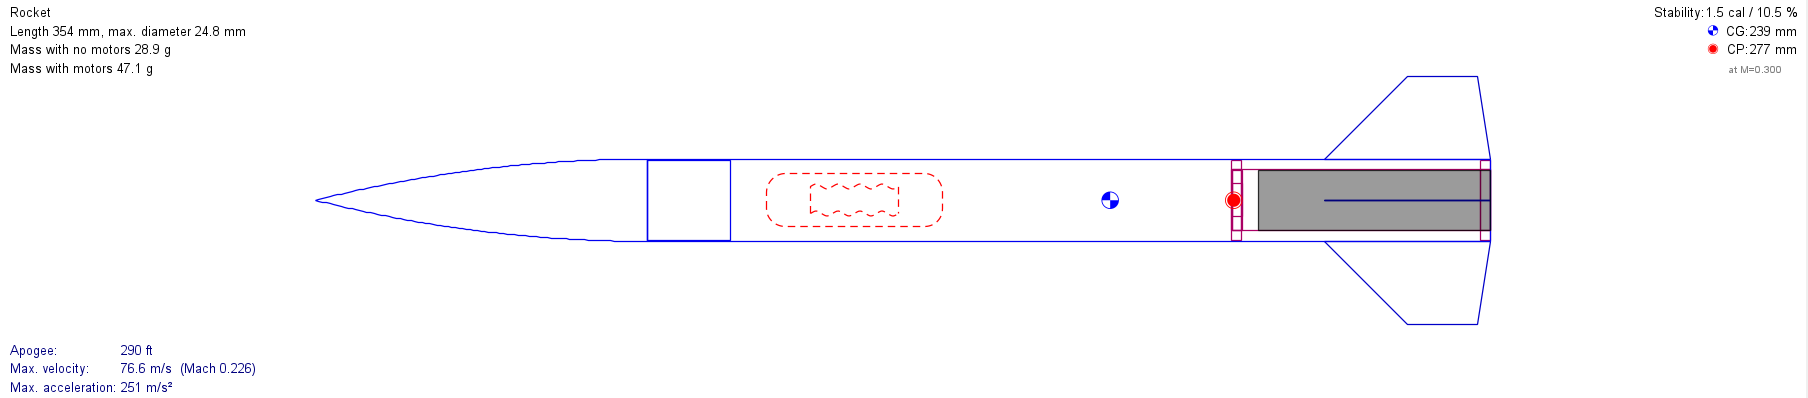 Rocket
Length 354 mm, max. diameter 24.8 mm
Mass with no motors 28.9 g
Mass with motors 47.1 g
Stability: 1.5 cal / 10.5 %
CG: 239 mm
CP: 277 mm
at M=0.300
Apogee: 290 ft
Max. velocity: 76.6 m/s (Mach 0.226)
Max. acceleration: 251 m/s²